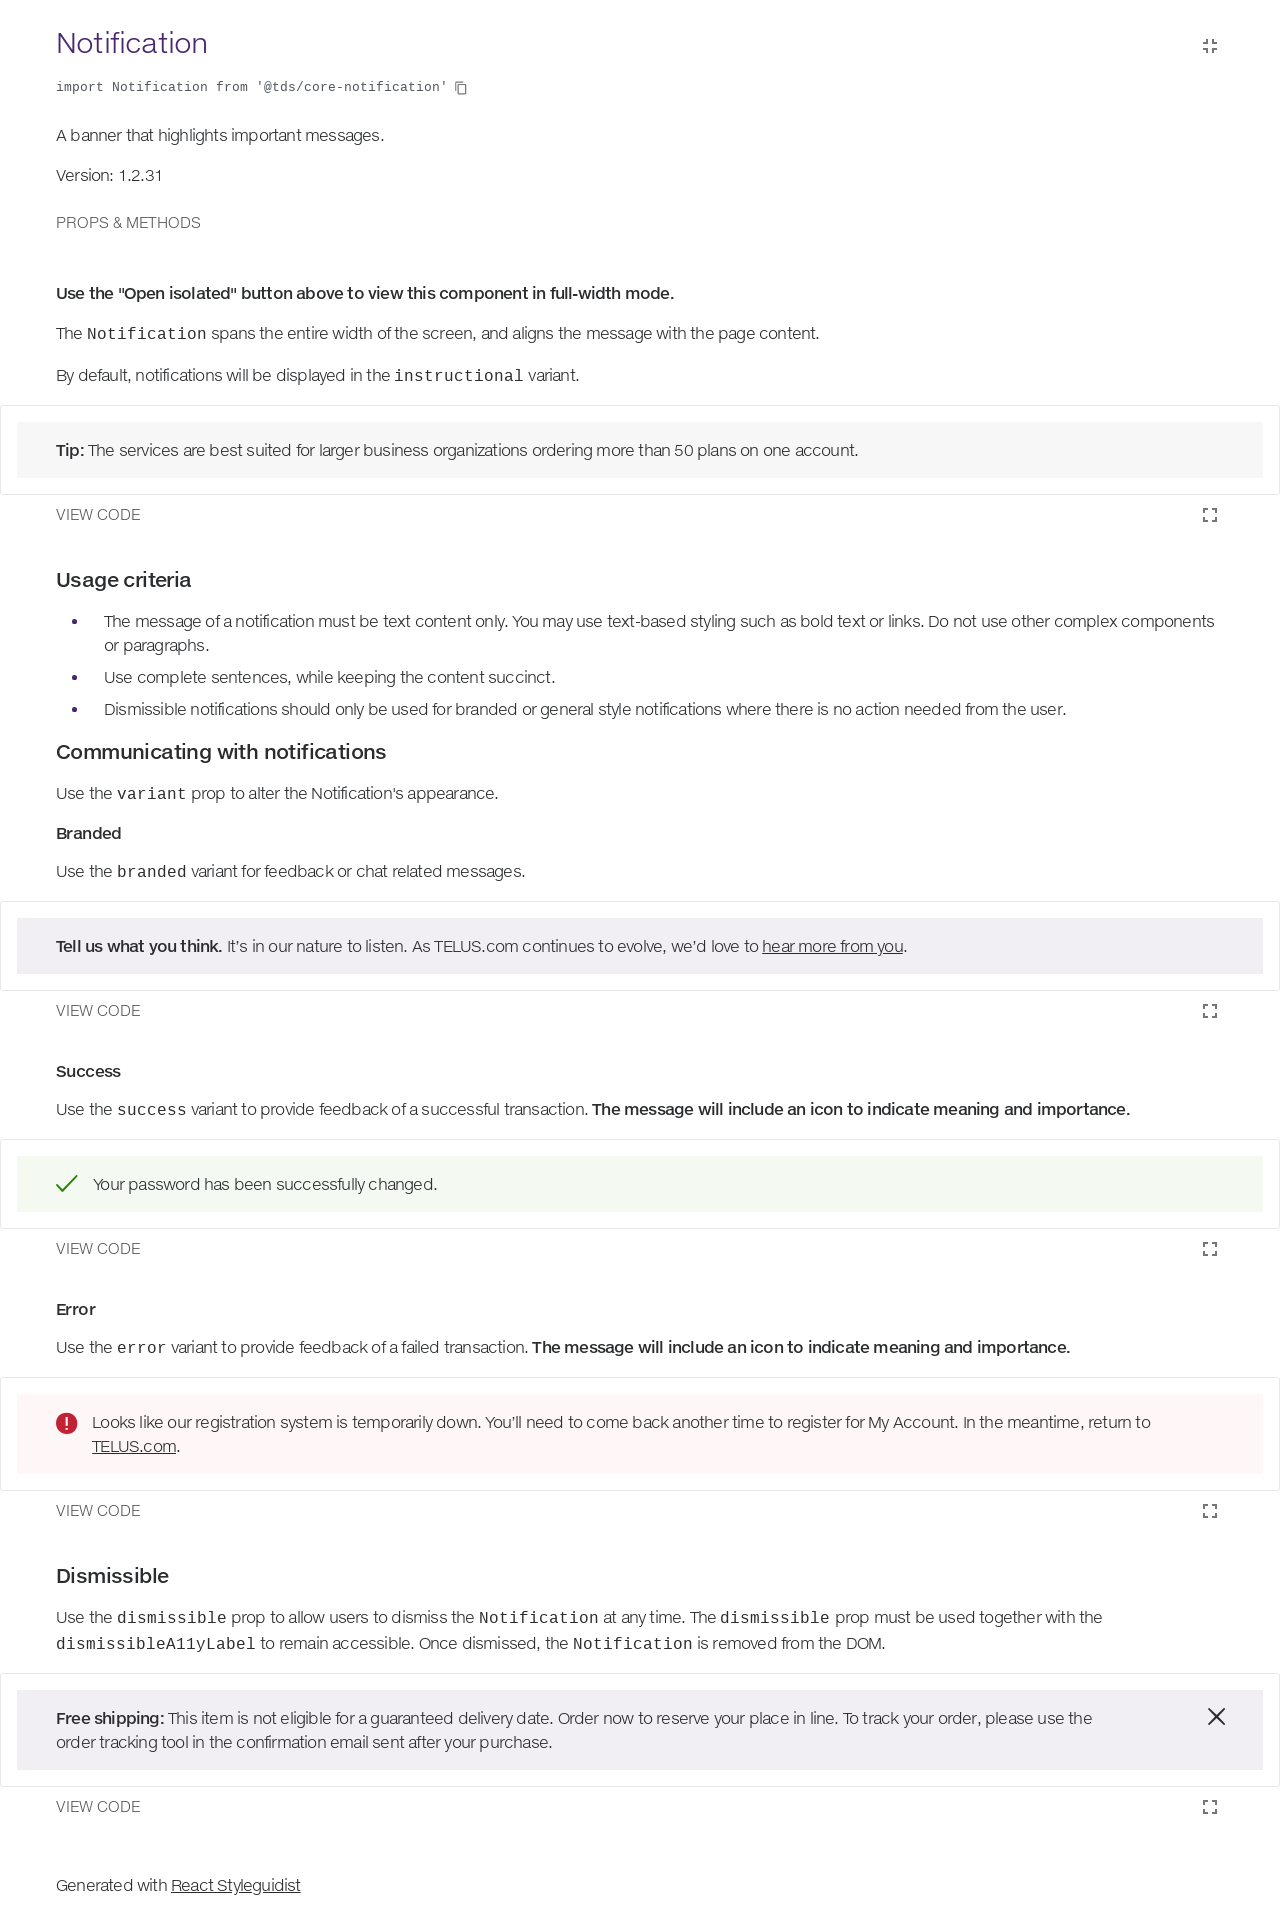 Notification
import Notification from '@tds/core-notification'
A banner that highlights important messages.
Version: 1.2.31
PROPS & METHODS
Use the "Open isolated" button above to view this component in full-width mode.
The Notification spans the entire width of the screen, and aligns the message with the page content.
By default, notifications will be displayed in the instructional variant.
Tip: The services are best suited for larger business organizations ordering more than 50 plans on one account.
VIEW CODE
Usage criteria
• The message of a notification must be text content only. You may use text-based styling such as bold text or links. Do not use other complex components
or paragraphs.
• Use complete sentences, while keeping the content succinct.
• Dismissible notifications should only be used for branded or general style notifications where there is no action needed from the user.
Communicating with notifications
Use the variant prop to alter the Notification's appearance.
Branded
Use the branded variant for feedback or chat related messages.
Tell us what you think. It’s in our nature to listen. As TELUS.com continues to evolve, we’d love to hear more from you.
VIEW CODE
Success
Use the success variant to provide feedback of a successful transaction. The message will include an icon to indicate meaning and importance.
Your password has been successfully changed.
VIEW CODE
Error
Use the error variant to provide feedback of a failed transaction. The message will include an icon to indicate meaning and importance.
Looks like our registration system is temporarily down. You’ll need to come back another time to register for My Account. In the meantime, return to
TELUS.com.
VIEW CODE
Dismissible
Use the dismissible prop to allow users to dismiss the Notification at any time. The dismissible prop must be used together with the
dismissibleA11yLabel to remain accessible. Once dismissed, the Notification is removed from the DOM.
Free shipping: This item is not eligible for a guaranteed delivery date. Order now to reserve your place in line. To track your order, please use the
order tracking tool in the confirmation email sent after your purchase.
VIEW CODE
Generated with React Styleguidist